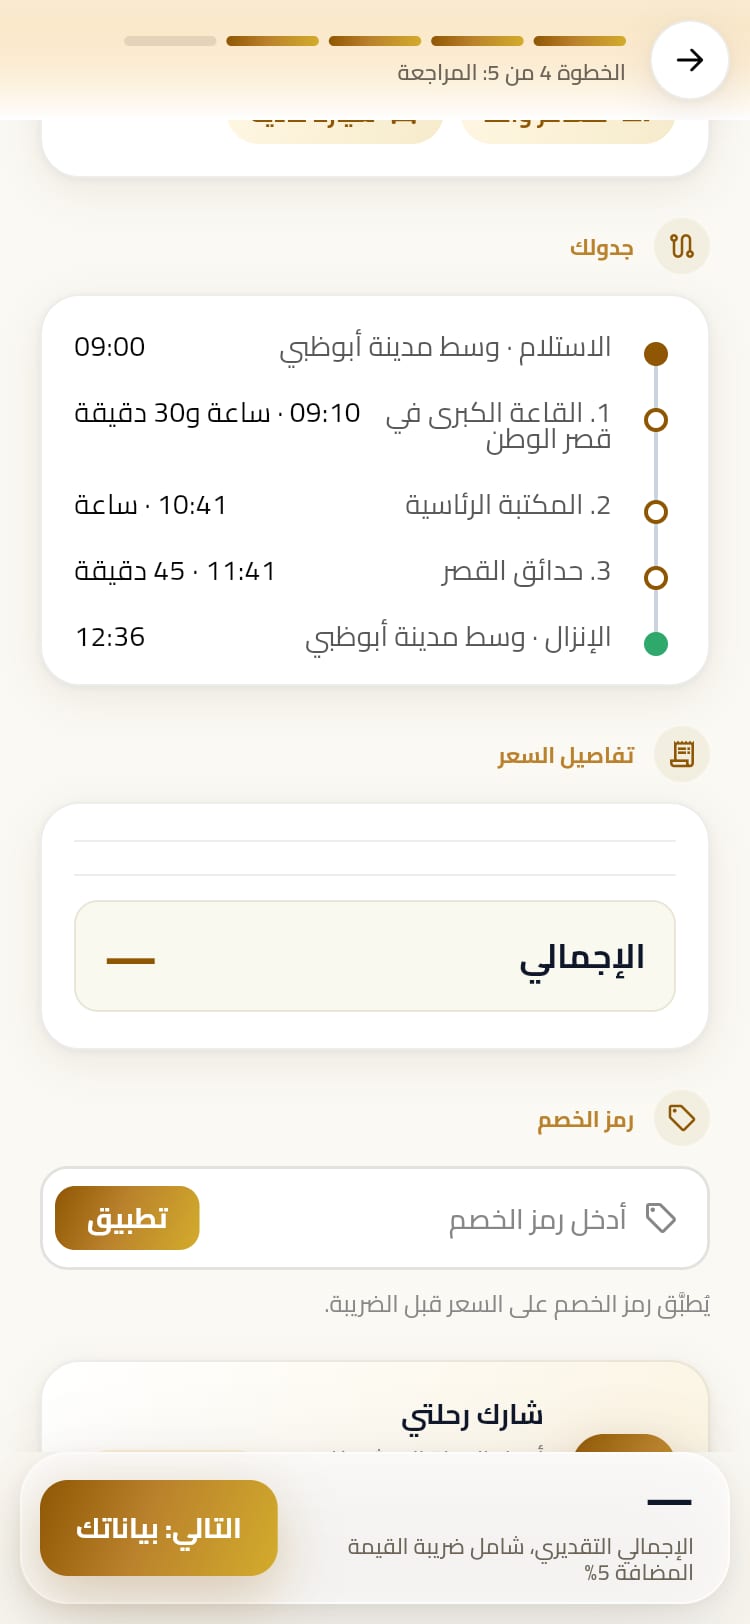 الخطوة 4 من 5: المراجعة
جدولك
الاستلام · وسط مدينة أبوظبي 09:00
1. القاعة الكبرى في 09:10 · ساعة و30 دقيقة
قصر الوطن
2. المكتبة الرئاسية 10:41 · ساعة
3. حدائق القصر 11:41 · 45 دقيقة
الإنزال · وسط مدينة أبوظبي 12:36
تفاصيل السعر
الإجمالي —
رمز الخصم
أدخل رمز الخصم تطبيق
يُطبَّق رمز الخصم على السعر قبل الضريبة.
شارك رحلتي
—
الإجمالي التقديري، شامل ضريبة القيمة
المضافة 5%
التالي: بياناتك